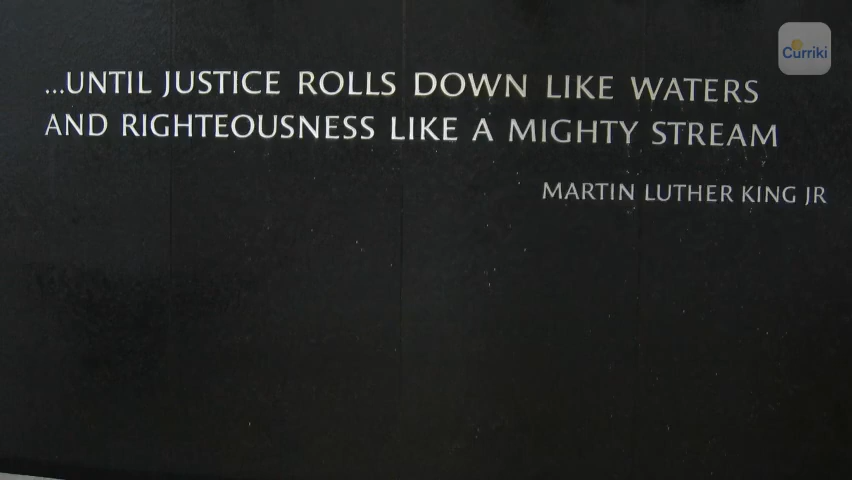 Curriki
...UNTIL JUSTICE ROLLS DOWN LIKE WATERS
AND RIGHTEOUSNESS LIKE A MIGHTY STREAM
MARTIN LUTHER KING JR